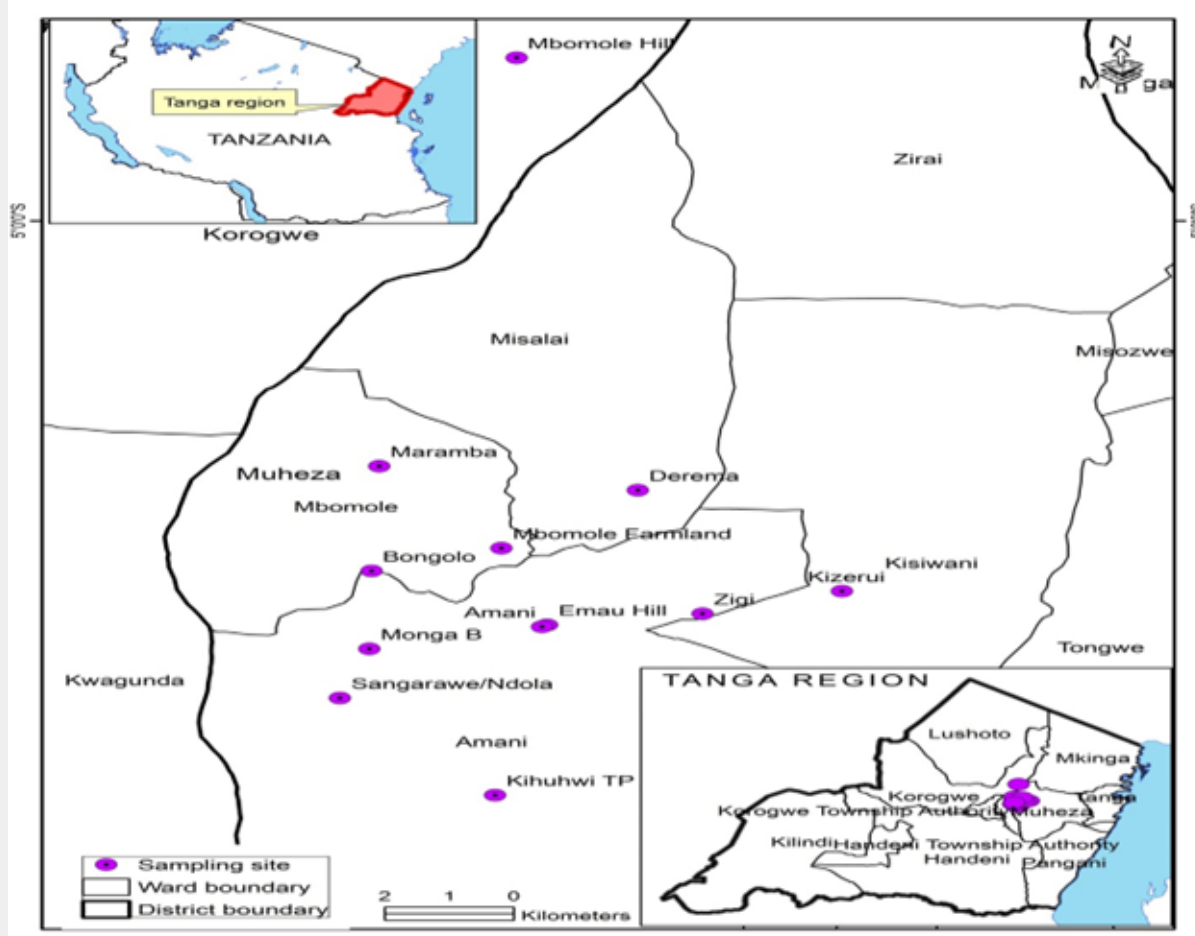 Mbomole Hill
N
Tanga region
TANZANIA
Zirai
5°0'0"S
Korogwe
Misalai
Misozwe
Maramba
Muheza
Derema
Mbomole
Mbomole Farmland
Bongolo
Kisiwani
Kizerui
Zigi
Amani
Emau Hill
Monga B
Tongwe
Kwagunda
Sangarawe/Ndola
Amani
Kihuhwi TP
TANGA REGION
Lushoto
Mkinga
Korogwe
Tanga
Korogwe Township Authority
Muheza
Kilindi
Handeni Township Authority
Handeni
Pangani
Sampling site
Ward boundary
District boundary
2 1 0
Kilometers